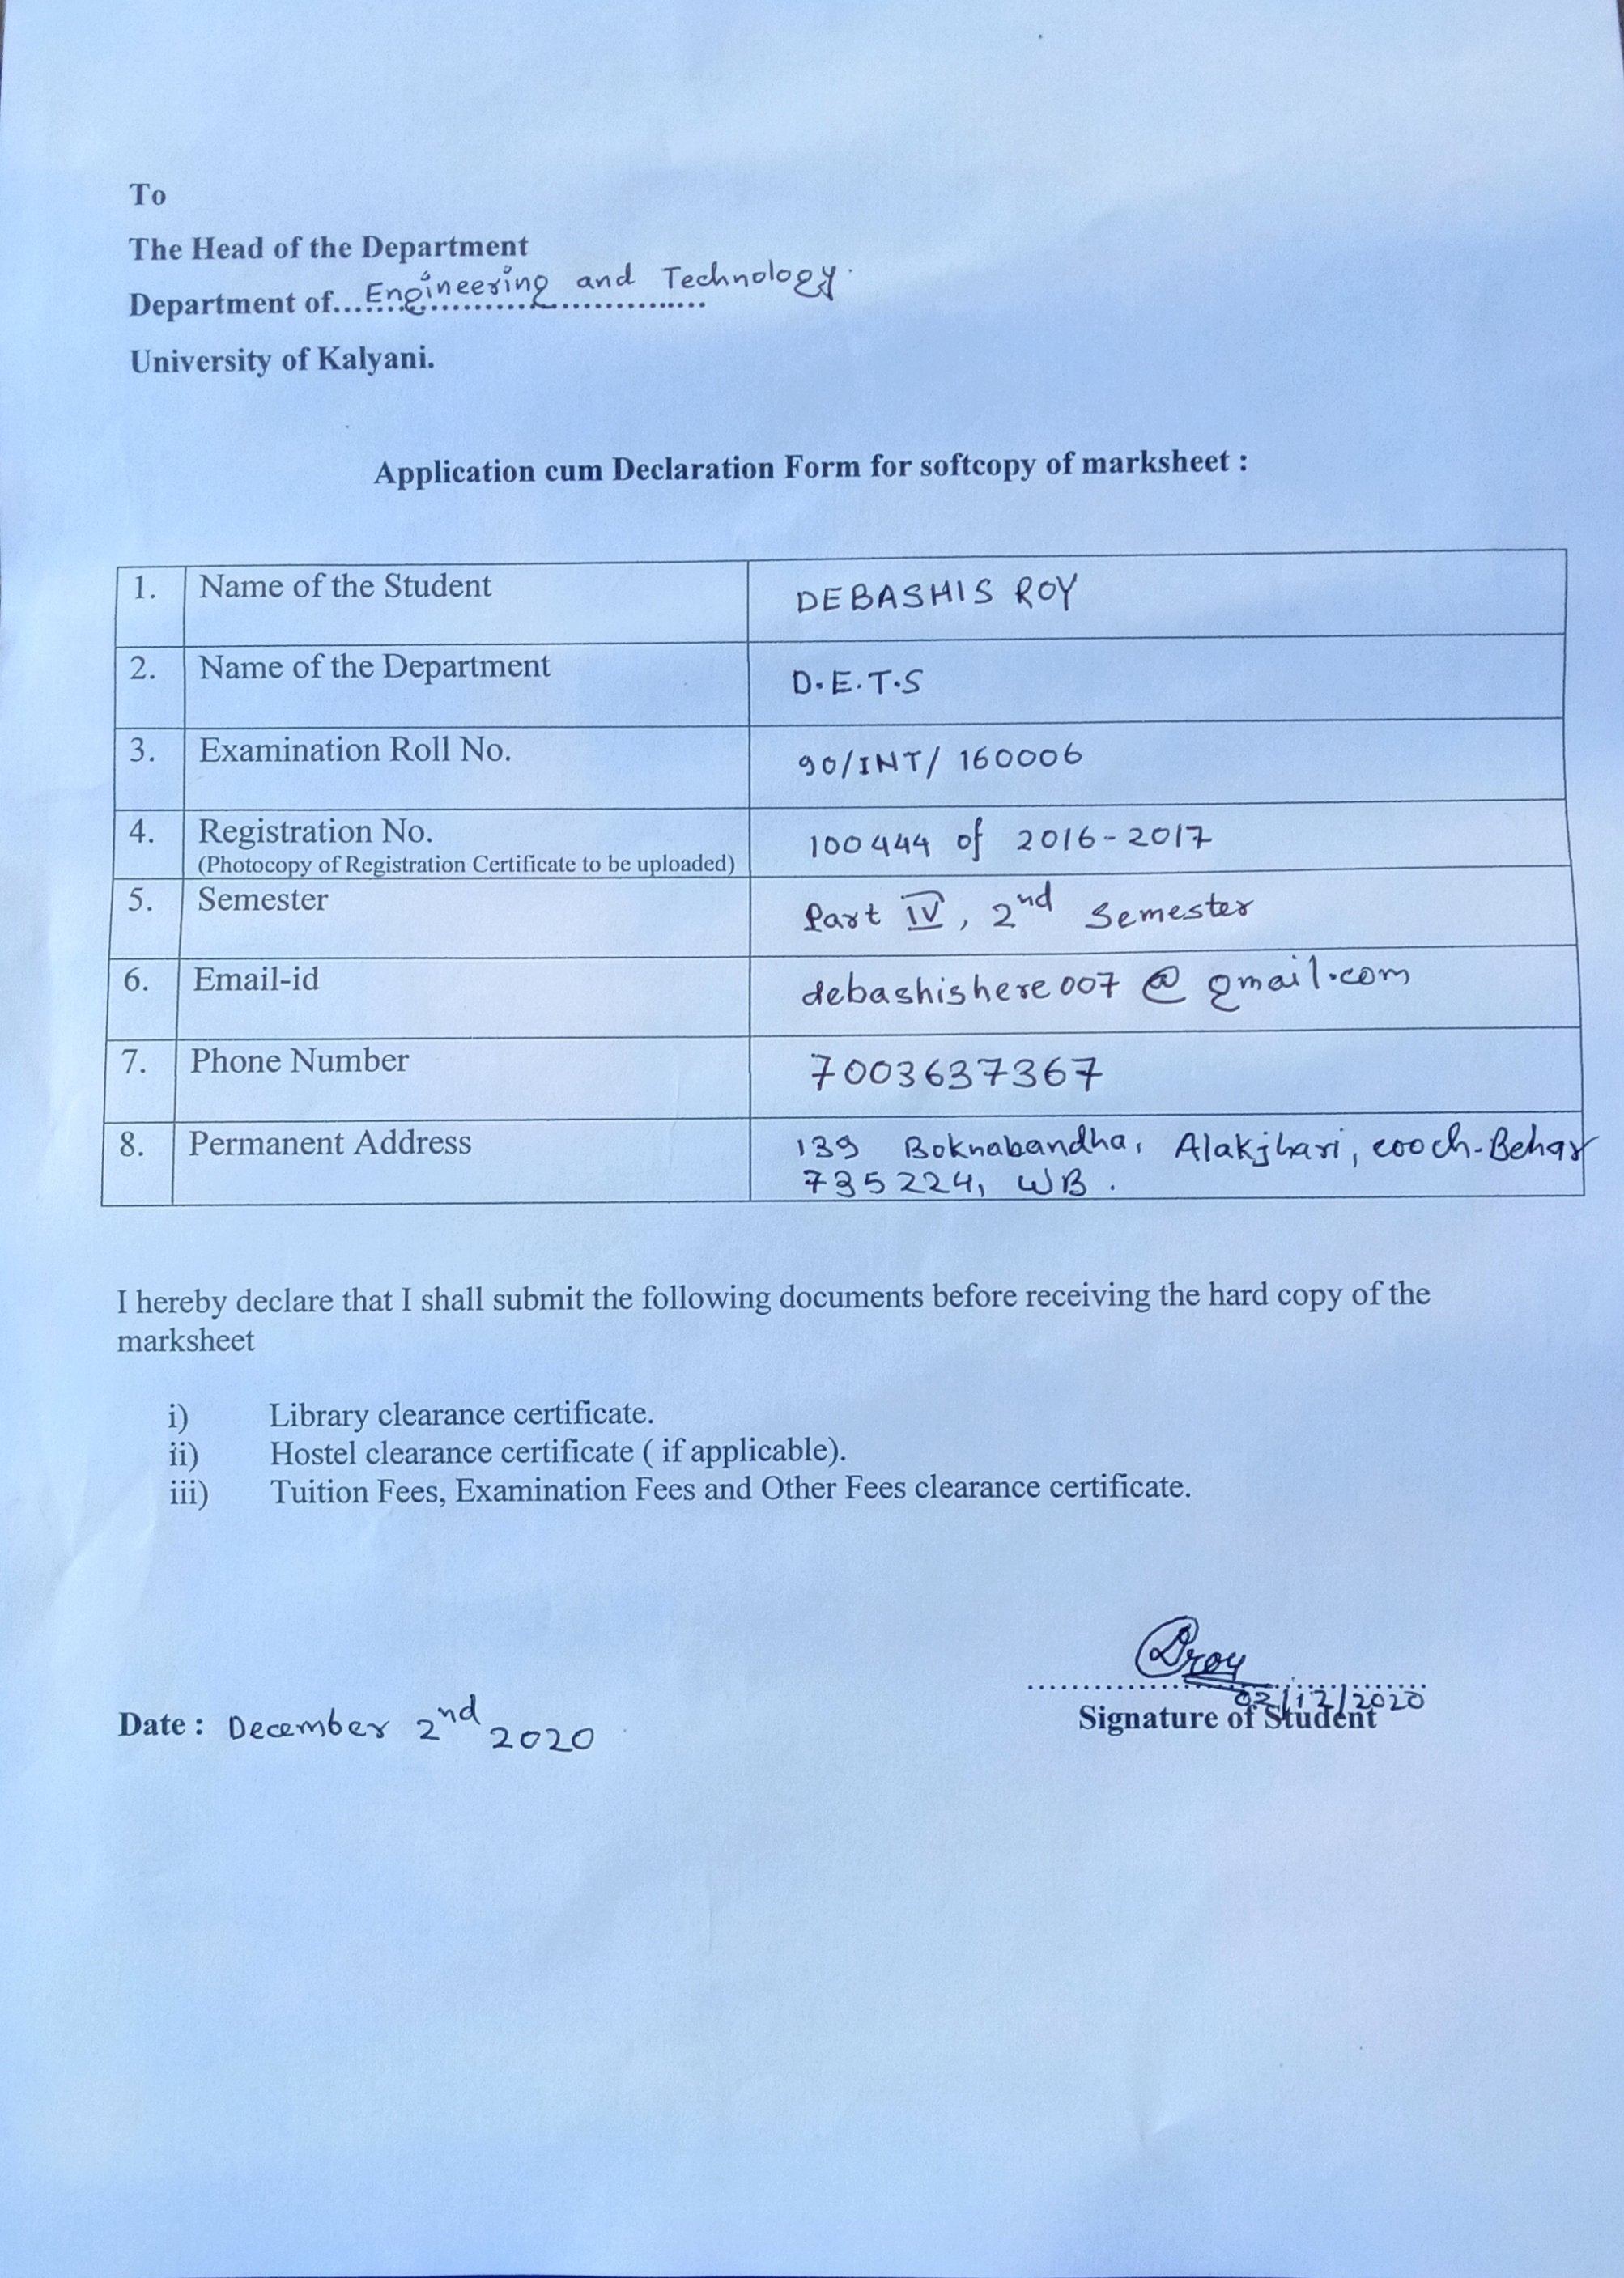 To
The Head of the Department
Department of... Engineering and Technology.
University of Kalyani.
Application cum Declaration Form for softcopy of marksheet :
1. Name of the Student DEBASHIS ROY
2. Name of the Department D.E.T.S
3. Examination Roll No. 90/INT/ 160006
4. Registration No. 100444 of 2016-2017
(Photocopy of Registration Certificate to be uploaded)
5. Semester Part IV, 2nd Semester
6. Email-id debashishere007@gmail.com
7. Phone Number 7003637367
8. Permanent Address 139 Boknabandha, Alakjhari, cooch-Behar
735224, WB.
I hereby declare that I shall submit the following documents before receiving the hard copy of the
marksheet
i) Library clearance certificate.
ii) Hostel clearance certificate ( if applicable).
iii) Tuition Fees, Examination Fees and Other Fees clearance certificate.
Droy
02/12/2020
Signature of Student
Date : December 2nd 2020